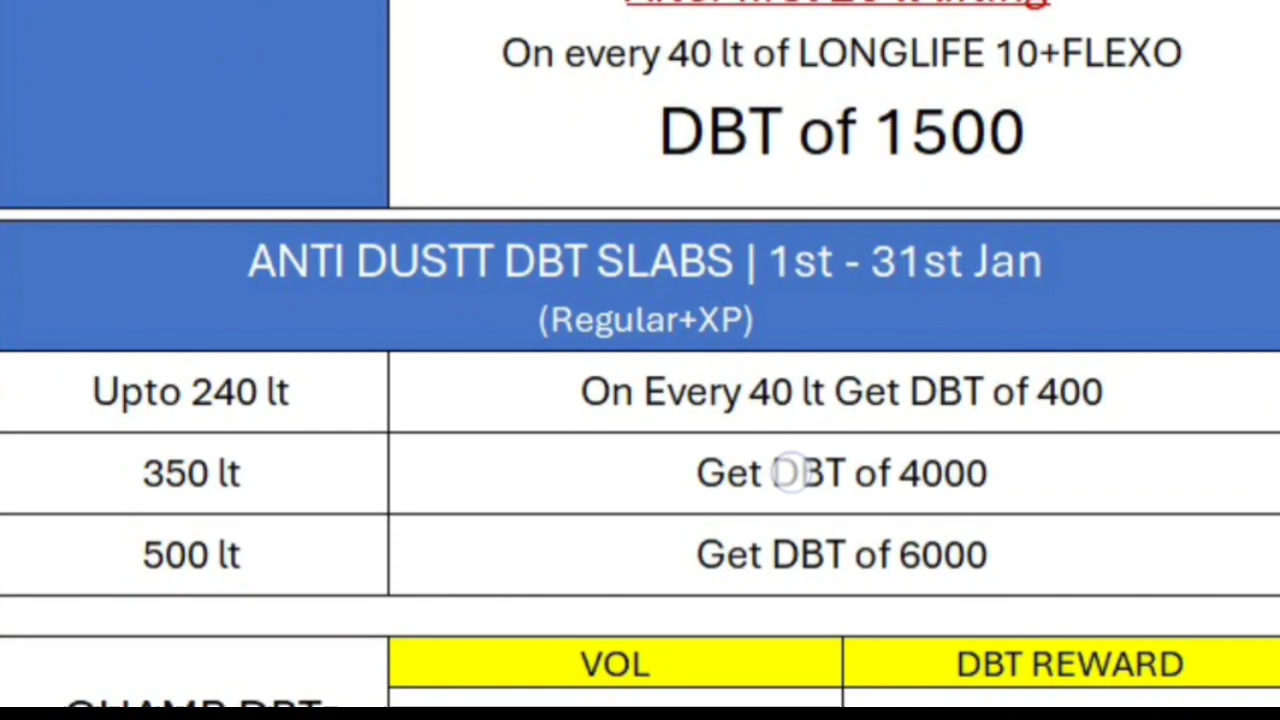 On every 40 lt of LONGLIFE 10+FLEXO
DBT of 1500
ANTI DUSTT DBT SLABS | 1st - 31st Jan
(Regular+XP)
Upto 240 lt
On Every 40 lt Get DBT of 400
350 lt
Get DBT of 4000
500 lt
Get DBT of 6000
VOL
DBT REWARD